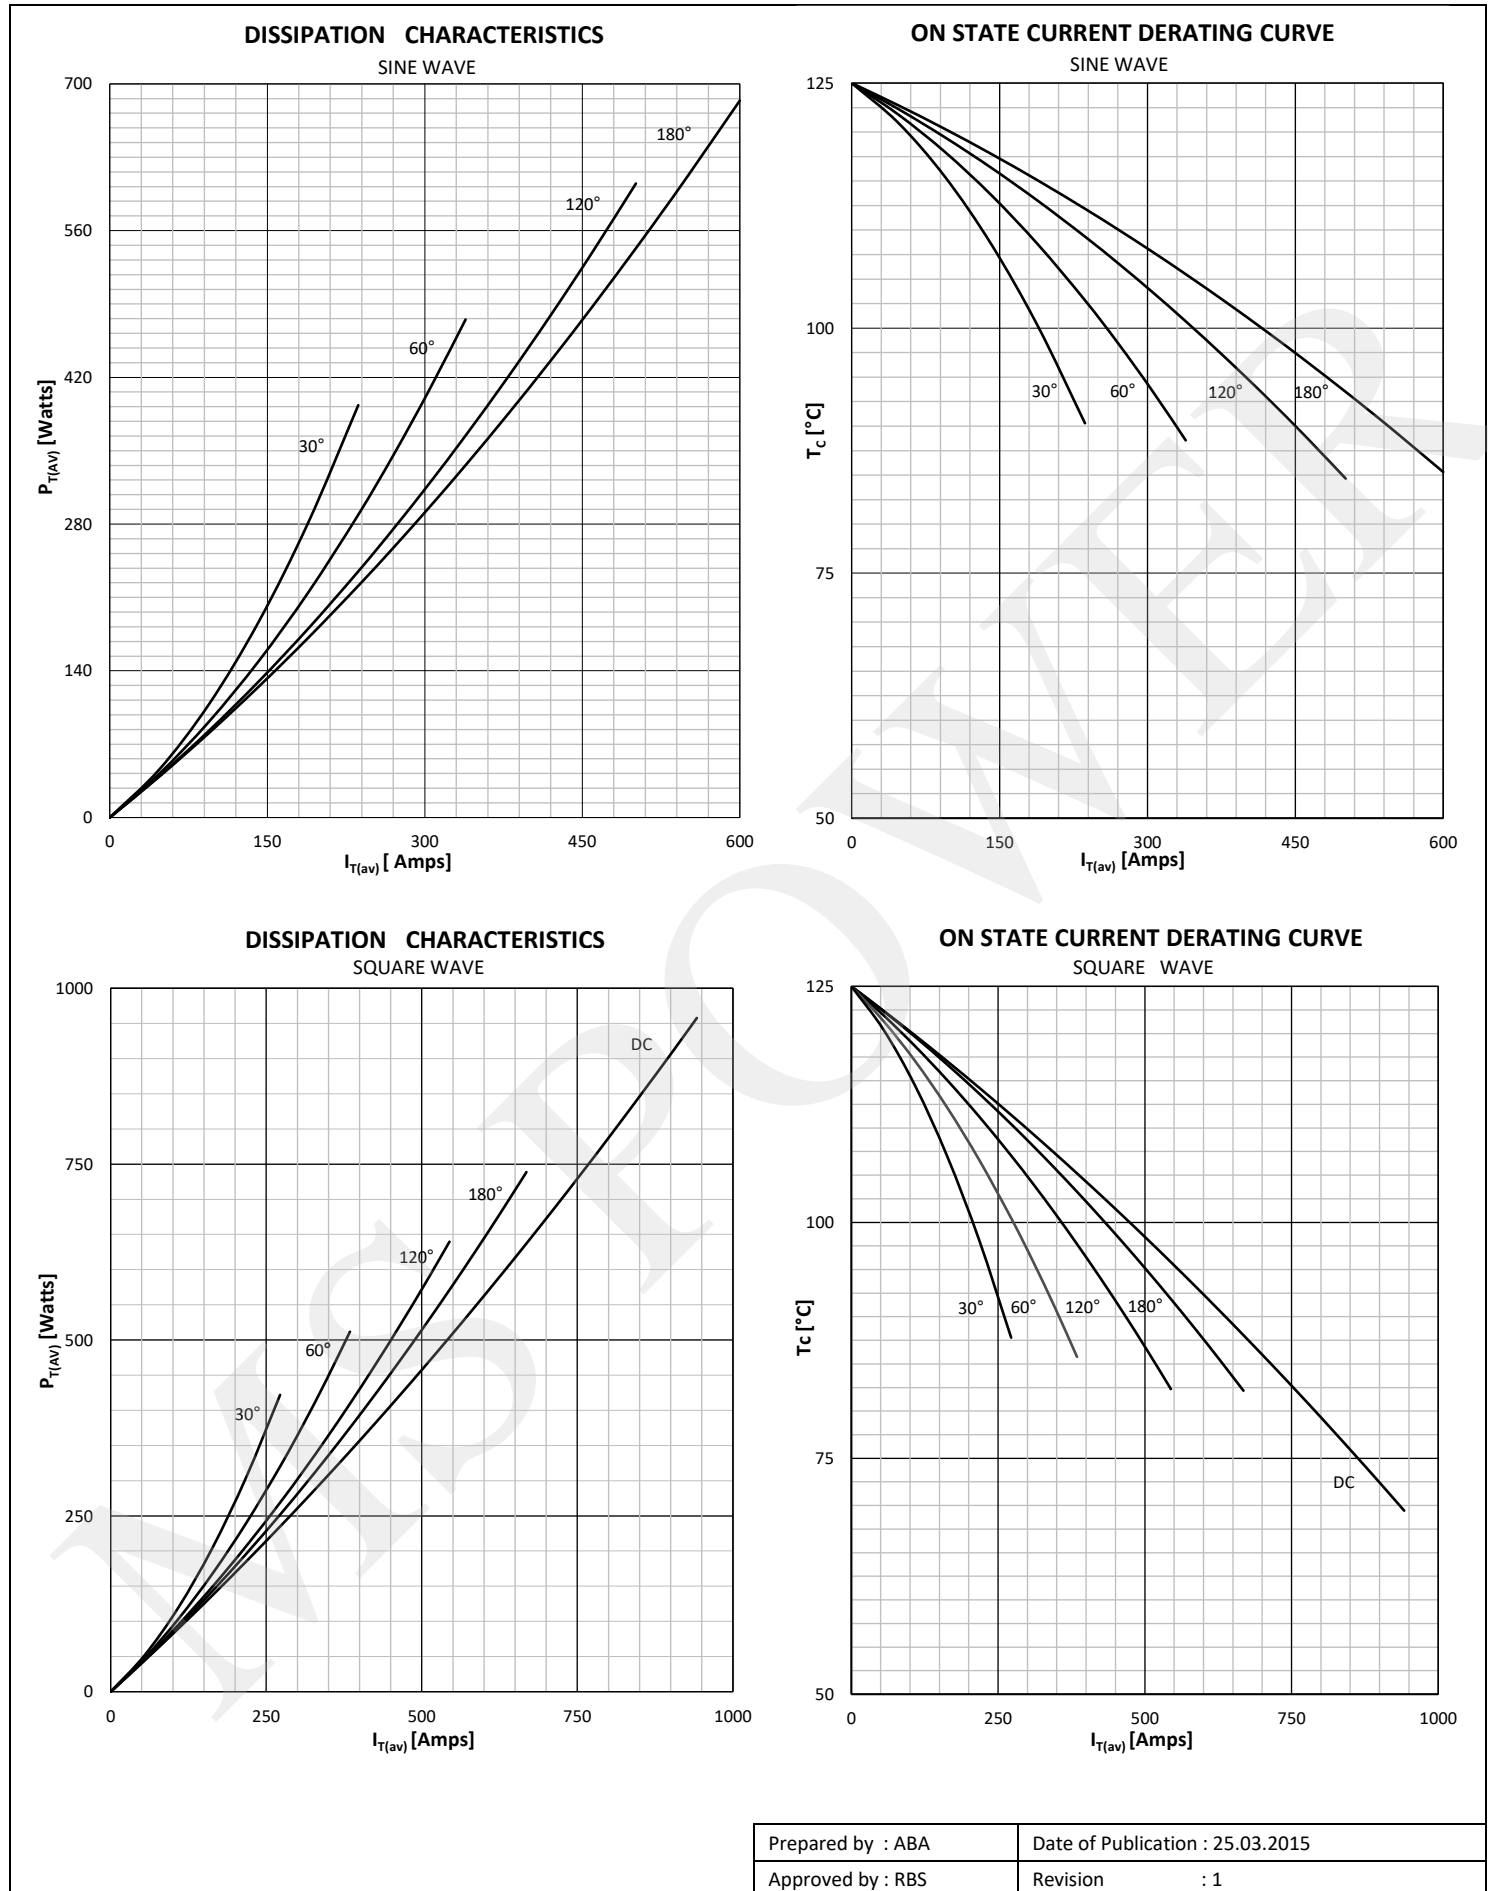 DISSIPATION CHARACTERISTICS
SINE WAVE
700
560
420
280
140
0
0 150 300 450 600
P_T(AV) [Watts]
I_T(av) [ Amps]
30°
60°
120°
180°
ON STATE CURRENT DERATING CURVE
SINE WAVE
125
100
75
50
0 150 300 450 600
T_C [°C]
I_T(av) [Amps]
30° 60° 120° 180°
DISSIPATION CHARACTERISTICS
SQUARE WAVE
1000
750
500
250
0
0 250 500 750 1000
P_T(AV) [Watts]
I_T(av) [Amps]
30°
60°
120°
180°
DC
ON STATE CURRENT DERATING CURVE
SQUARE WAVE
125
100
75
50
0 250 500 750 1000
Tc [°C]
I_T(av) [Amps]
30° 60° 120° 180°
DC
MS POWER
Prepared by : ABA Date of Publication : 25.03.2015
Approved by : RBS Revision : 1